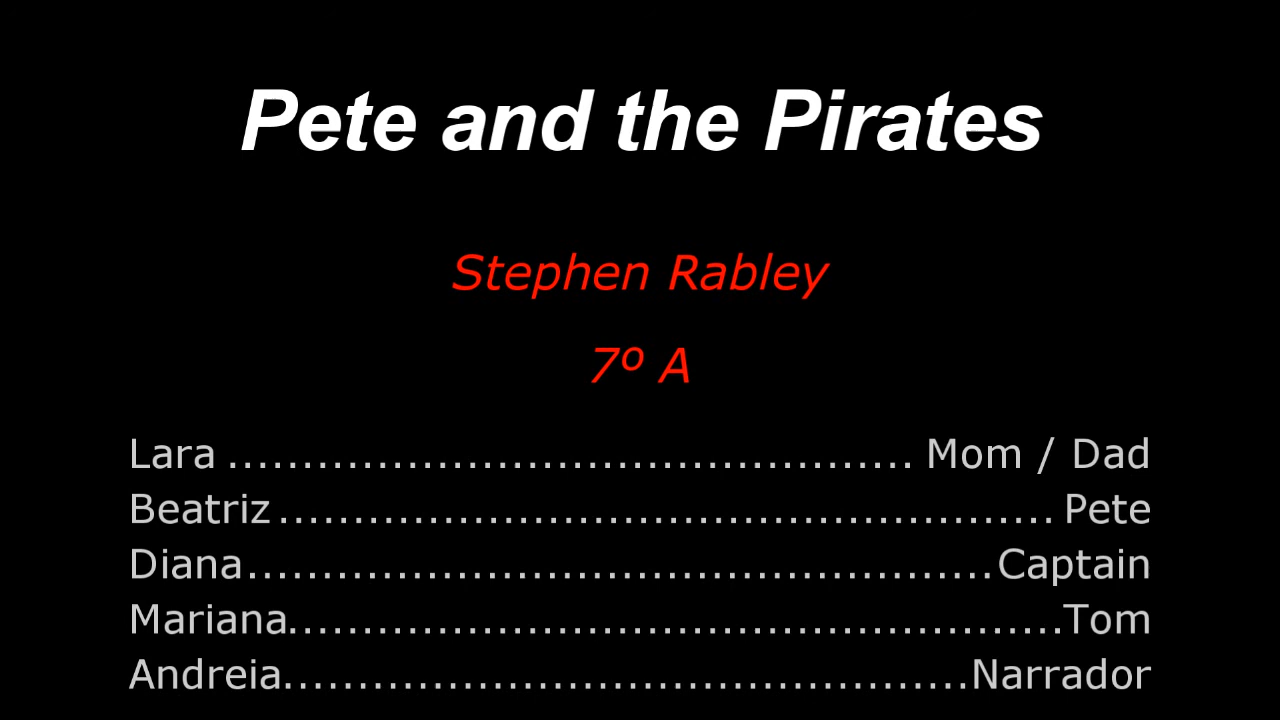 Pete and the Pirates
Stephen Rabley
7º A
Lara .............................................. Mom / Dad
Beatriz .................................................... Pete
Diana.................................................. Captain
Mariana....................................................Tom
Andreia..............................................Narrador